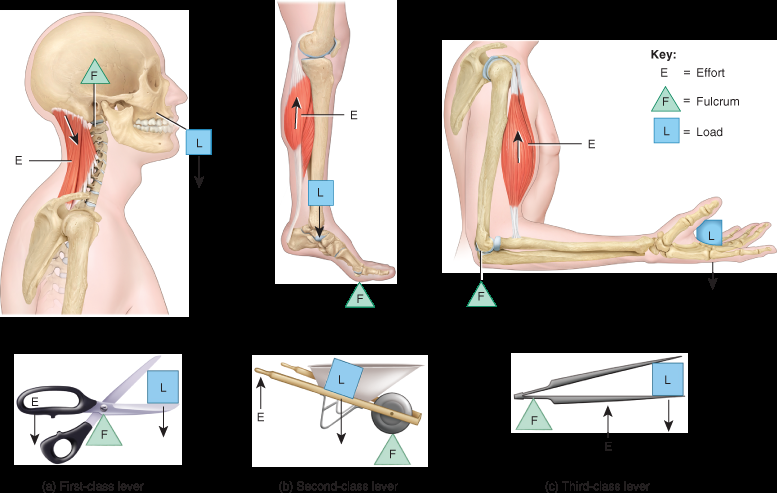 F
L
E
E
L
F
Key:
E = Effort
F = Fulcrum
L = Load
E
L
F
E
L
F
L
E
F
L
F
E
(a) First-class lever
(b) Second-class lever
(c) Third-class lever